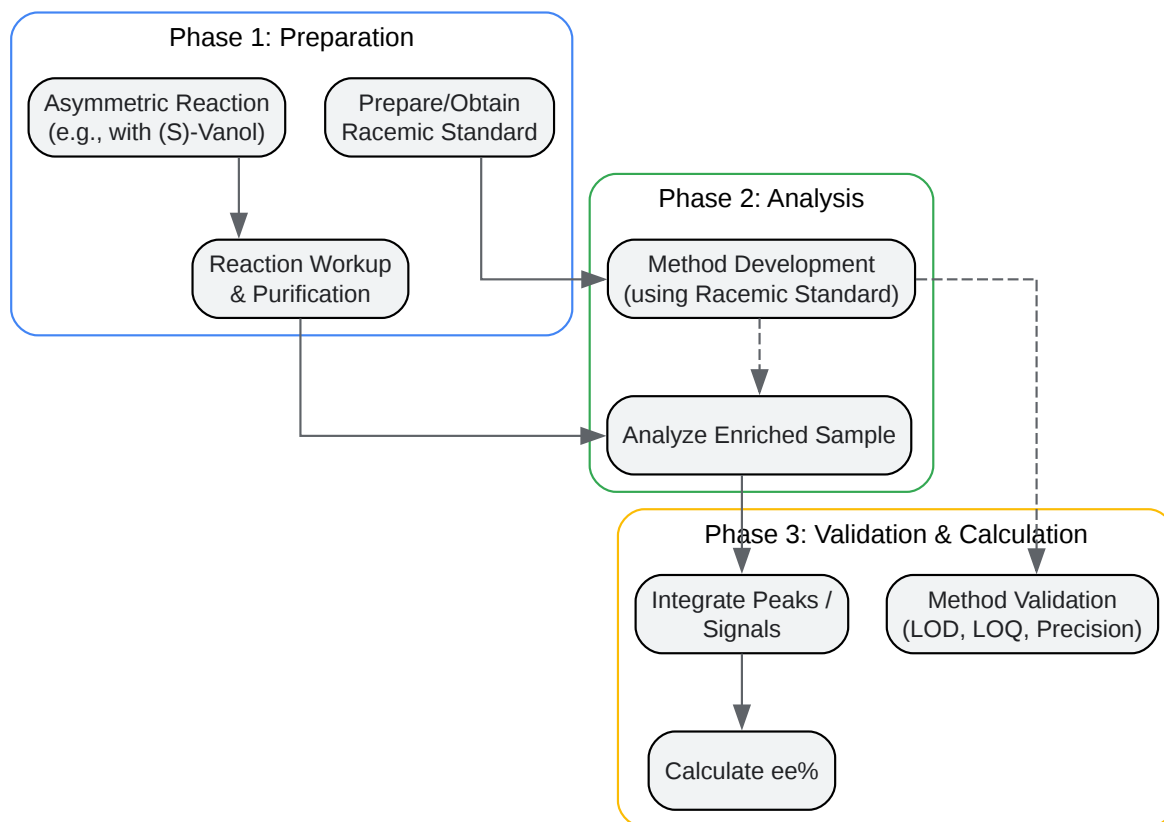 Phase 1: Preparation
Asymmetric Reaction
(e.g., with (S)-Vanol)
Prepare/Obtain
Racemic Standard
Reaction Workup
& Purification
Phase 2: Analysis
Method Development
(using Racemic Standard)
Analyze Enriched Sample
Phase 3: Validation & Calculation
Integrate Peaks /
Signals
Method Validation
(LOD, LOQ, Precision)
Calculate ee%